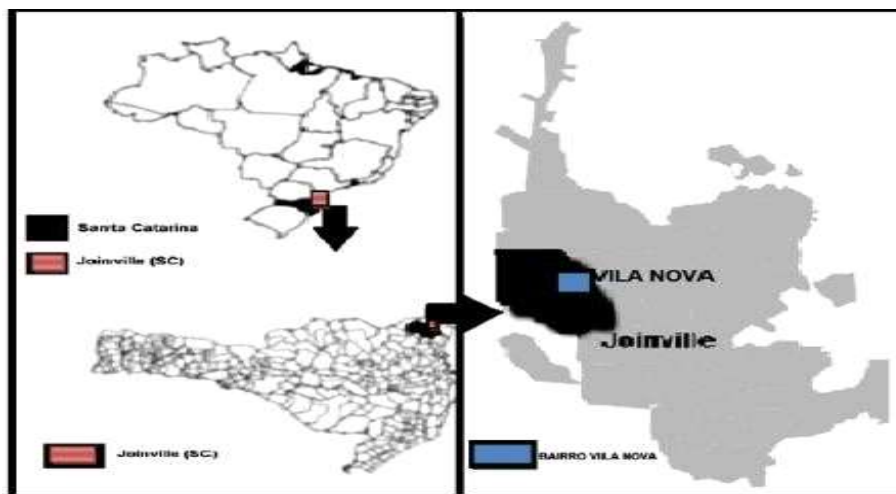 Santa Catarina
Joinville (SC)
Joinville (SC)
VILA NOVA
Joinville
BAIRRO VILA NOVA